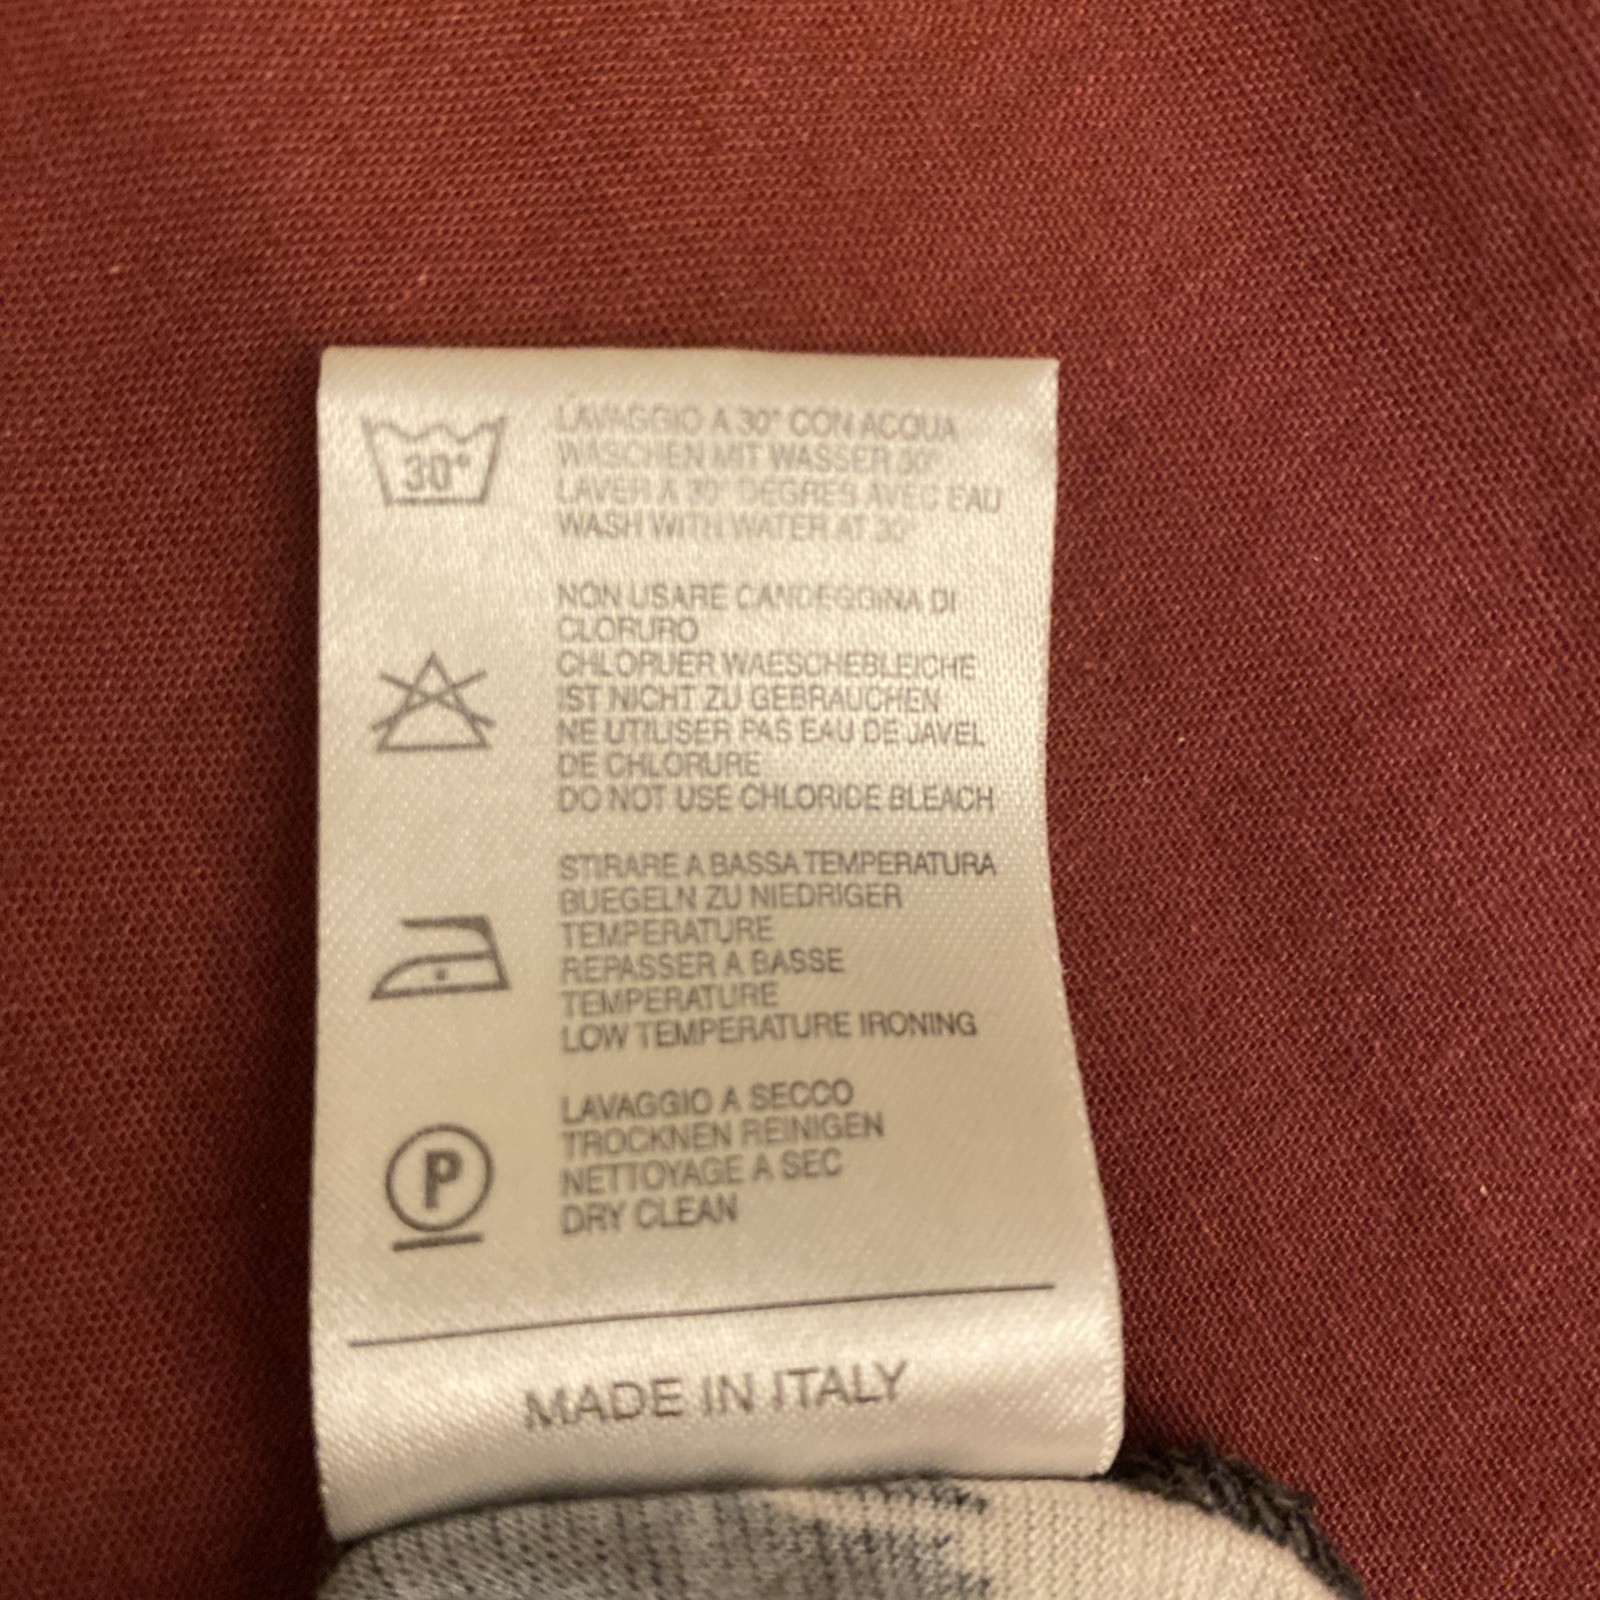 30°
LAVAGGIO A 30° CON ACQUA
WASCHEN MIT WASSER 30°
LAVER A 30° DEGRES AVEC EAU
WASH WITH WATER AT 30°
NON USARE CANDEGGINA DI
CLORURO
CHLORUER WAESCHEBLEICHE
IST NICHT ZU GEBRAUCHEN
NE UTILISER PAS EAU DE JAVEL
DE CHLORURE
DO NOT USE CHLORIDE BLEACH
STIRARE A BASSA TEMPERATURA
BUEGELN ZU NIEDRIGER
TEMPERATURE
REPASSER A BASSE
TEMPERATURE
LOW TEMPERATURE IRONING
P
LAVAGGIO A SECCO
TROCKNEN REINIGEN
NETTOYAGE A SEC
DRY CLEAN
MADE IN ITALY